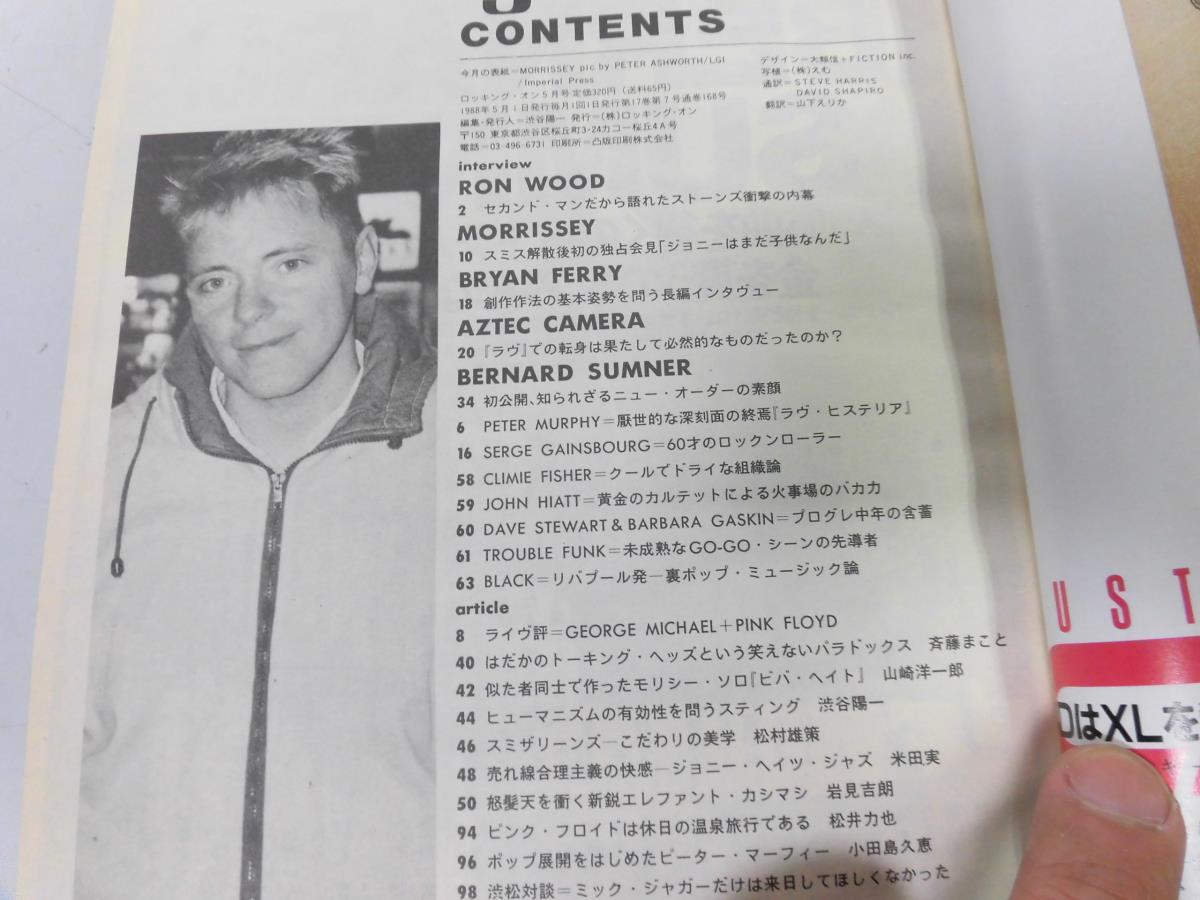 CONTENTS
今月の表紙=MORRISSEY pic by PETER ASHWORTH/LGI
/Imperial Press
ロッキング・オン5月号 定価320円 (送料65円)
1988年5月1日発行毎月1回1日発行第17巻第7号通巻168号
編集・発行人=渋谷陽一 発行=(株)ロッキング・オン
〒150 東京都渋谷区桜丘町3-24カコー桜丘4A号
電話=03-496-6731 印刷所=凸版印刷株式会社
デザイン=大類信+FICTION inc.
写植=(株)えむ
通訳=STEVE HARRIS
DAVID SHAPIRO
翻訳=山下えりか
interview
RON WOOD
2 セカンド・マンだから語れたストーンズ衝撃の内幕
MORRISSEY
10 スミス解散後初の独占会見「ジョニーはまだ子供なんだ」
BRYAN FERRY
18 創作作法の基本姿勢を問う長編インタヴュー
AZTEC CAMERA
20 『ラヴ』での転身は果たして必然的なものだったのか?
BERNARD SUMNER
34 初公開、知られざるニュー・オーダーの素顔
6 PETER MURPHY=厭世的な深刻面の終焉『ラヴ・ヒステリア』
16 SERGE GAINSBOURG=60才のロックンローラー
58 CLIMIE FISHER=クールでドライな組織論
59 JOHN HIATT=黄金のカルテットによる火事場のバカ力
60 DAVE STEWART & BARBARA GASKIN=プログレ中年の含蓄
61 TROUBLE FUNK=未成熟なGO-GO・シーンの先導者
63 BLACK=リバプール発—裏ポップ・ミュージック論
article
8 ライヴ評=GEORGE MICHAEL+PINK FLOYD
40 はだかのトーキング・ヘッズという笑えないパラドックス 斉藤まこと
42 似た者同士で作ったモリシー・ソロ『ビバ・ヘイト』 山崎洋一郎
44 ヒューマニズムの有効性を問うスティング 渋谷陽一
46 スミザリーンズ—こだわりの美学 松村雄策
48 売れ線合理主義の快感—ジョニー・ヘイツ・ジャズ 米田実
50 怒髪天を衝く新鋭エレファント・カシマシ 岩見吉朗
94 ピンク・フロイドは休日の温泉旅行である 松井力也
96 ポップ展開をはじめたピーター・マーフィー 小田島久恵
98 渋松対談=ミック・ジャガーだけは来日してほしくなかった
UST
はXLを